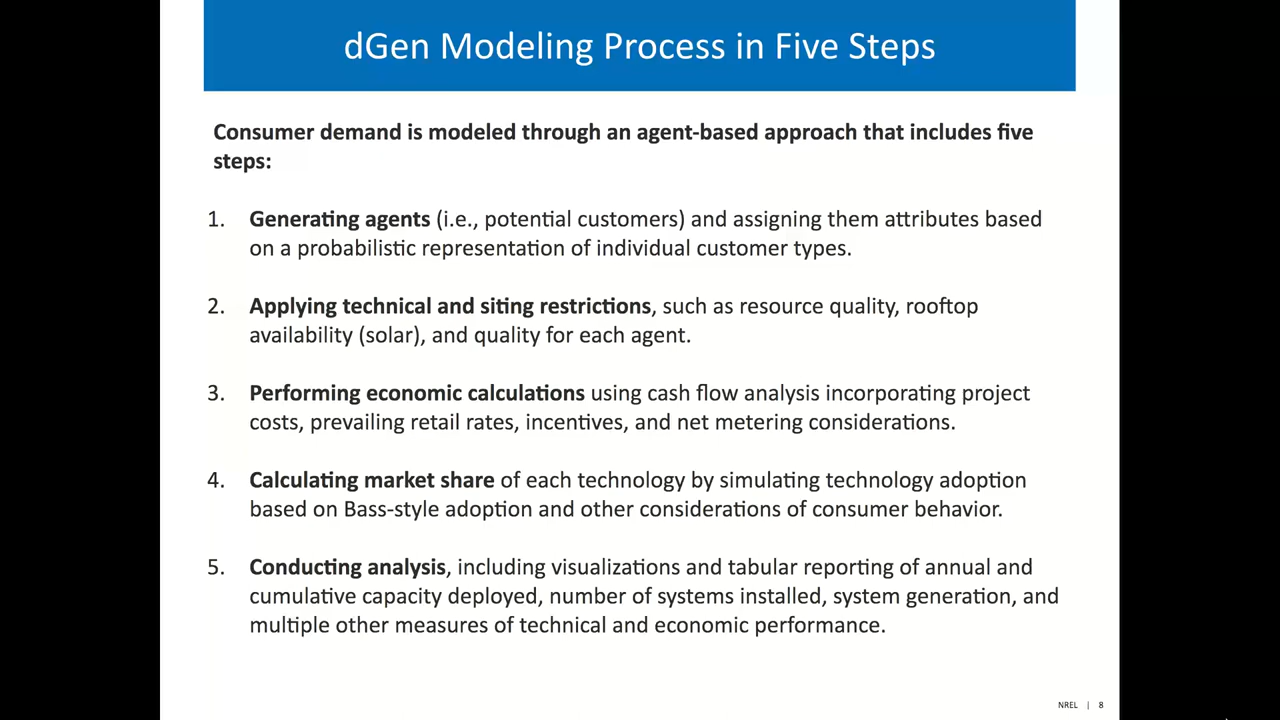 dGen Modeling Process in Five Steps
Consumer demand is modeled through an agent-based approach that includes five
steps:
1. Generating agents (i.e., potential customers) and assigning them attributes based
on a probabilistic representation of individual customer types.
2. Applying technical and siting restrictions, such as resource quality, rooftop
availability (solar), and quality for each agent.
3. Performing economic calculations using cash flow analysis incorporating project
costs, prevailing retail rates, incentives, and net metering considerations.
4. Calculating market share of each technology by simulating technology adoption
based on Bass-style adoption and other considerations of consumer behavior.
5. Conducting analysis, including visualizations and tabular reporting of annual and
cumulative capacity deployed, number of systems installed, system generation, and
multiple other measures of technical and economic performance.
NREL | 8